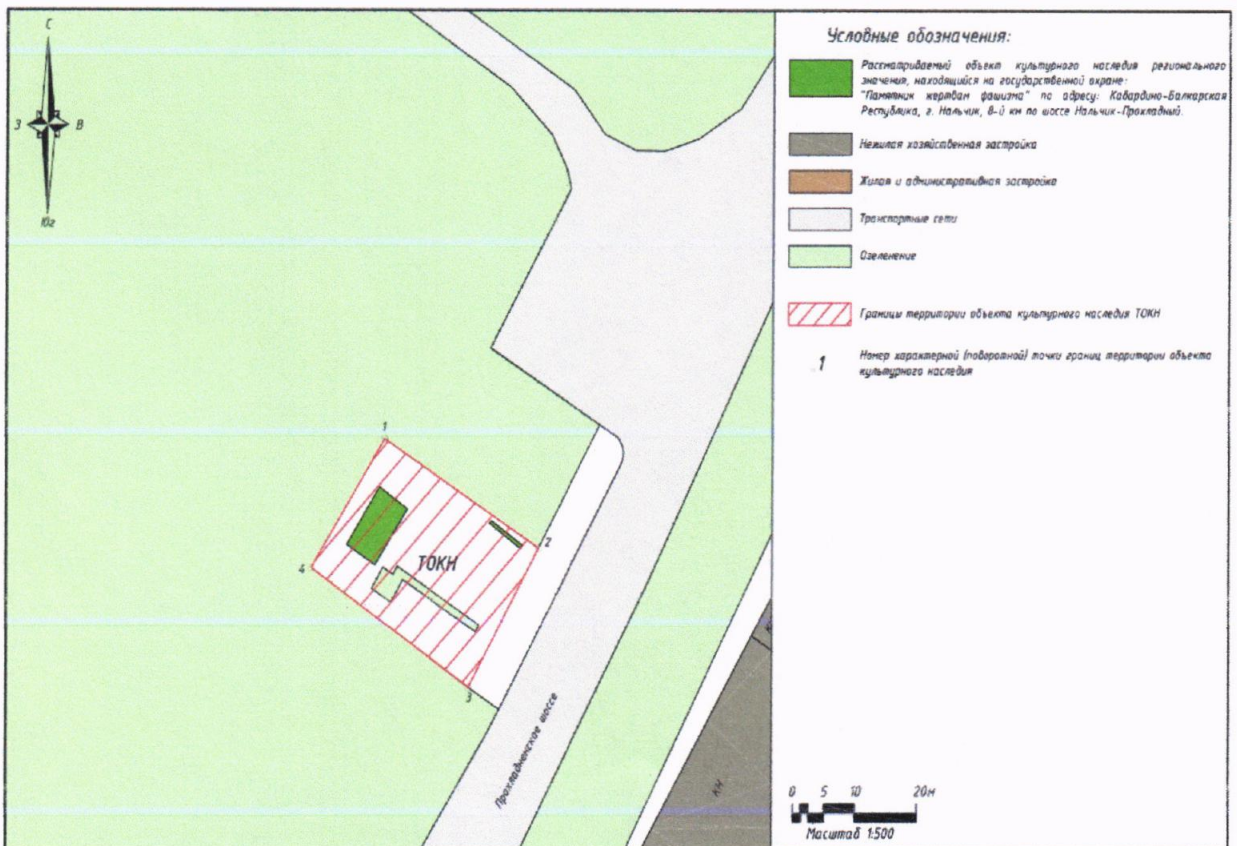 С
З В
Юг
1
2
3
4
ТОКН
Прохладненское шоссе
КН
Условные обозначения:
Рассматриваемый объект культурного наследия регионального
значения, находящийся на государственной охране:
"Памятник жертвам фашизма" по адресу: Кабардино-Балкарская
Республика, г. Нальчик, 8-й км по шоссе Нальчик-Прохладный.
Нежилая хозяйственная застройка
Жилая и административная застройка
Транспортные сети
Озеленение
Границы территории объекта культурного наследия ТОКН
1 Номер характерной (поворотной) точки границ территории объекта
культурного наследия
0 5 10 20м
Масштаб 1:500